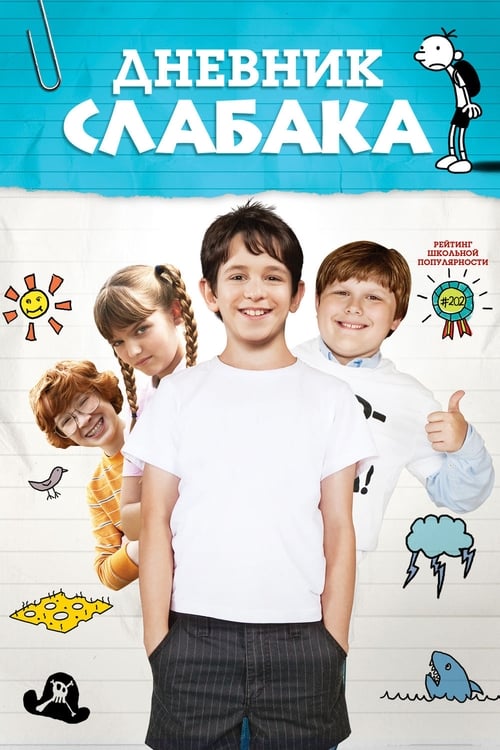 ДНЕВНИК
СЛАБАКА
РЕЙТИНГ
ШКОЛЬНОЙ
ПОПУЛЯРНОСТИ
#202